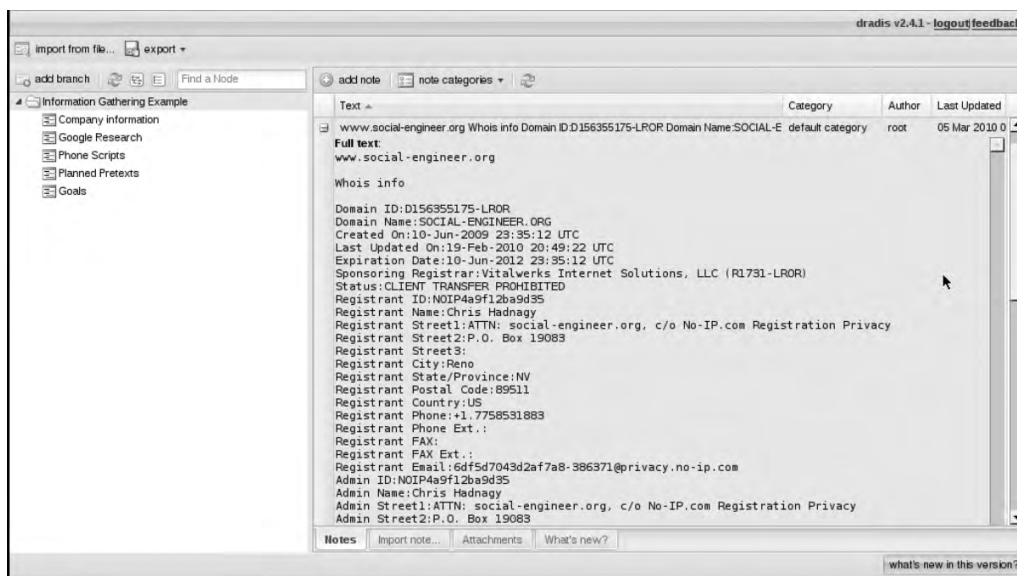 dradis v2.4.1 - logout feedback
import from file... export
add branch Find a Node
Information Gathering Example
Company information
Google Research
Phone Scripts
Planned Pretexts
Goals
add note note categories
Text Category Author Last Updated
www.social-engineer.org Whois info Domain ID:D156355175-LROR Domain Name:SOCIAL-E default category root 05 Mar 2010 0
Full text:
www.social-engineer.org
Whois info
Domain ID:D156355175-LROR
Domain Name:SOCIAL-ENGINEER.ORG
Created On:10-Jun-2009 23:35:12 UTC
Last Updated On:19-Feb-2010 20:49:22 UTC
Expiration Date:10-Jun-2012 23:35:12 UTC
Sponsoring Registrar:Vitalwerks Internet Solutions, LLC (R1731-LROR)
Status:CLIENT TRANSFER PROHIBITED
Registrant ID:NOIP4a9f12ba9d35
Registrant Name:Chris Hadnagy
Registrant Street1:ATTN: social-engineer.org, c/o No-IP.com Registration Privacy
Registrant Street2:P.O. Box 19083
Registrant Street3:
Registrant City:Reno
Registrant State/Province:NV
Registrant Postal Code:89511
Registrant Country:US
Registrant Phone:+1.7758531883
Registrant Phone Ext.:
Registrant FAX:
Registrant FAX Ext.:
Registrant Email:6df5d7043d2af7a8-386371@privacy.no-ip.com
Admin ID:NOIP4a9f12ba9d35
Admin Name:Chris Hadnagy
Admin Street1:ATTN: social-engineer.org, c/o No-IP.com Registration Privacy
Admin Street2:P.O. Box 19083
Notes Import note... Attachments What's new?
what's new in this version?